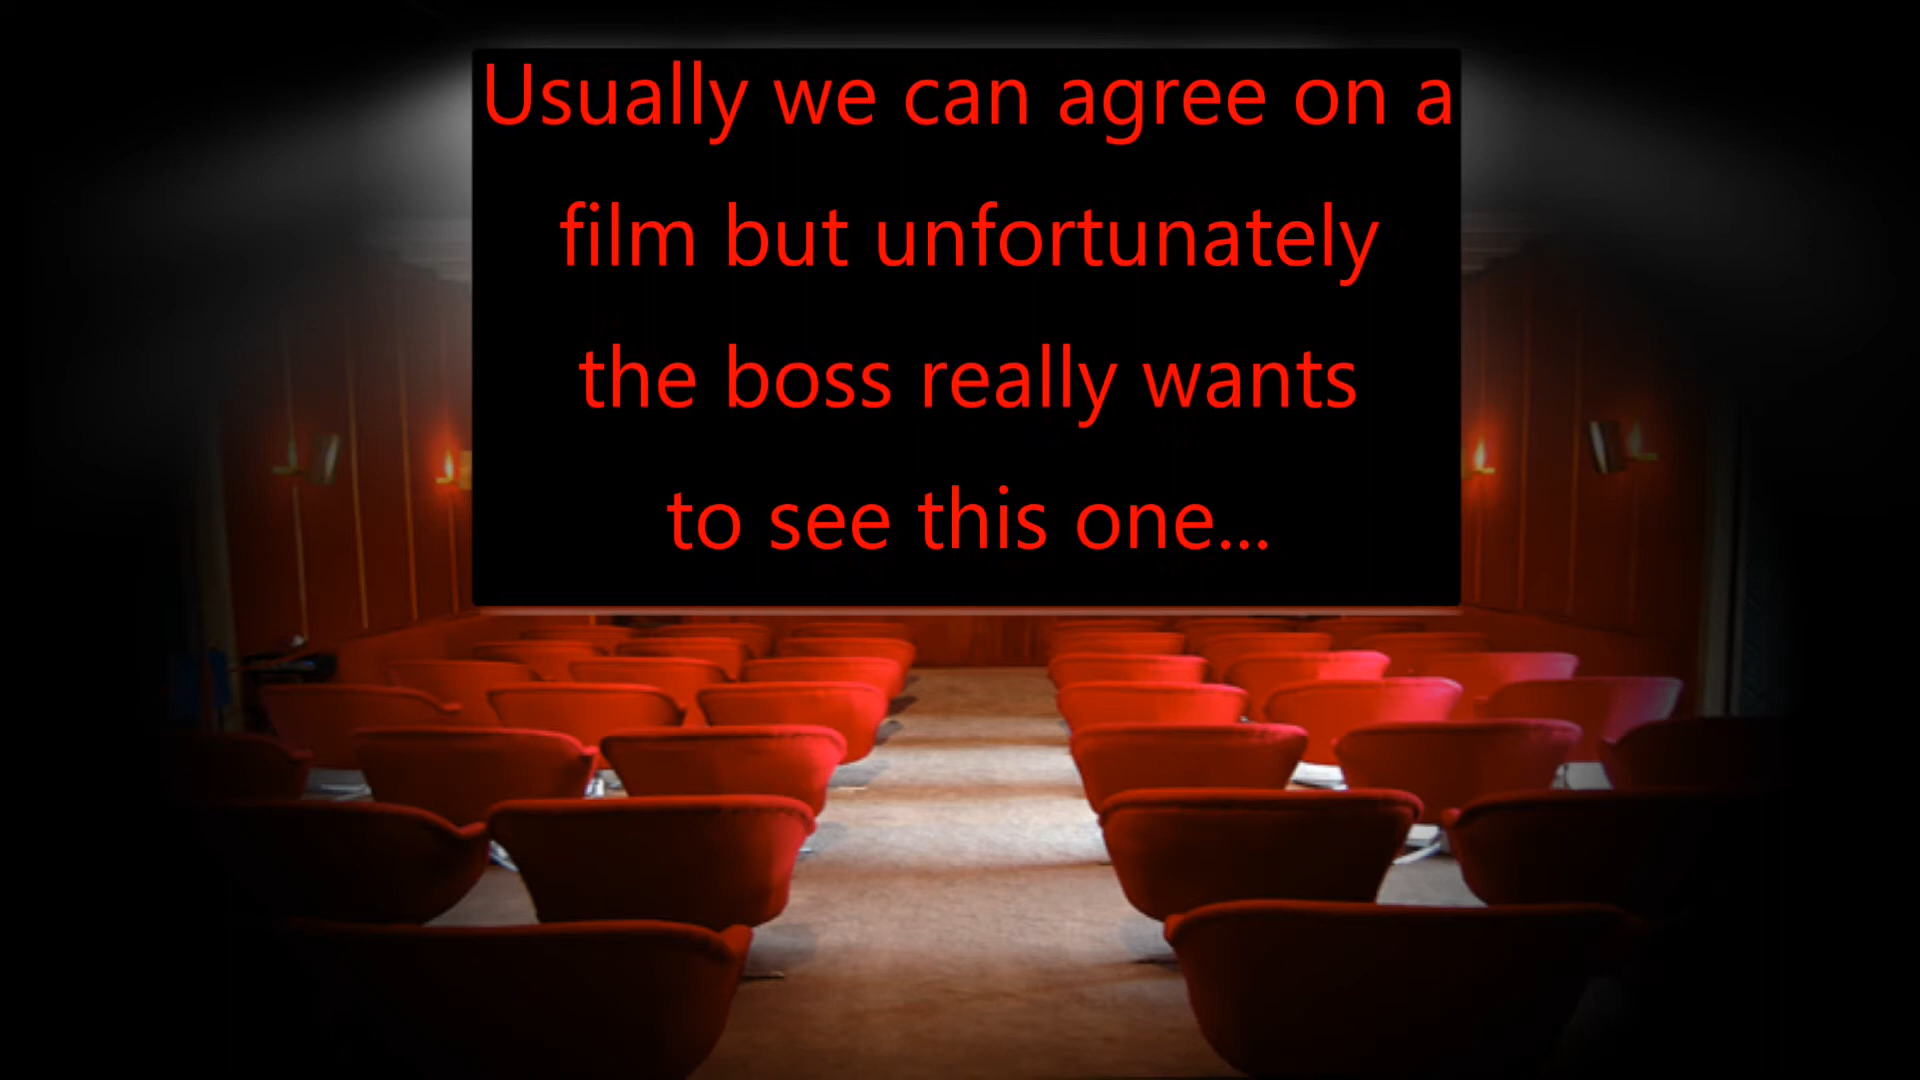 Usually we can agree on a
film but unfortunately
the boss really wants
to see this one...